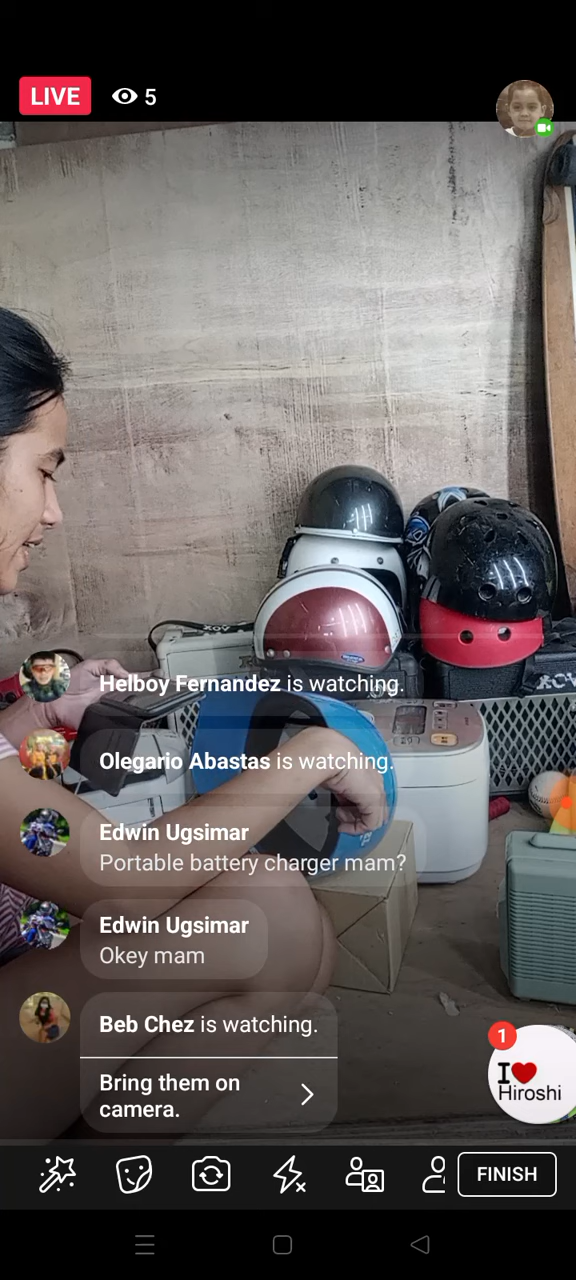 LIVE
5
Helboy Fernandez is watching.
Olegario Abastas is watching.
Edwin Ugsimar
Portable battery charger mam?
Edwin Ugsimar
Okey mam
Beb Chez is watching.
Bring them on
camera.
1
I
Hiroshi
FINISH